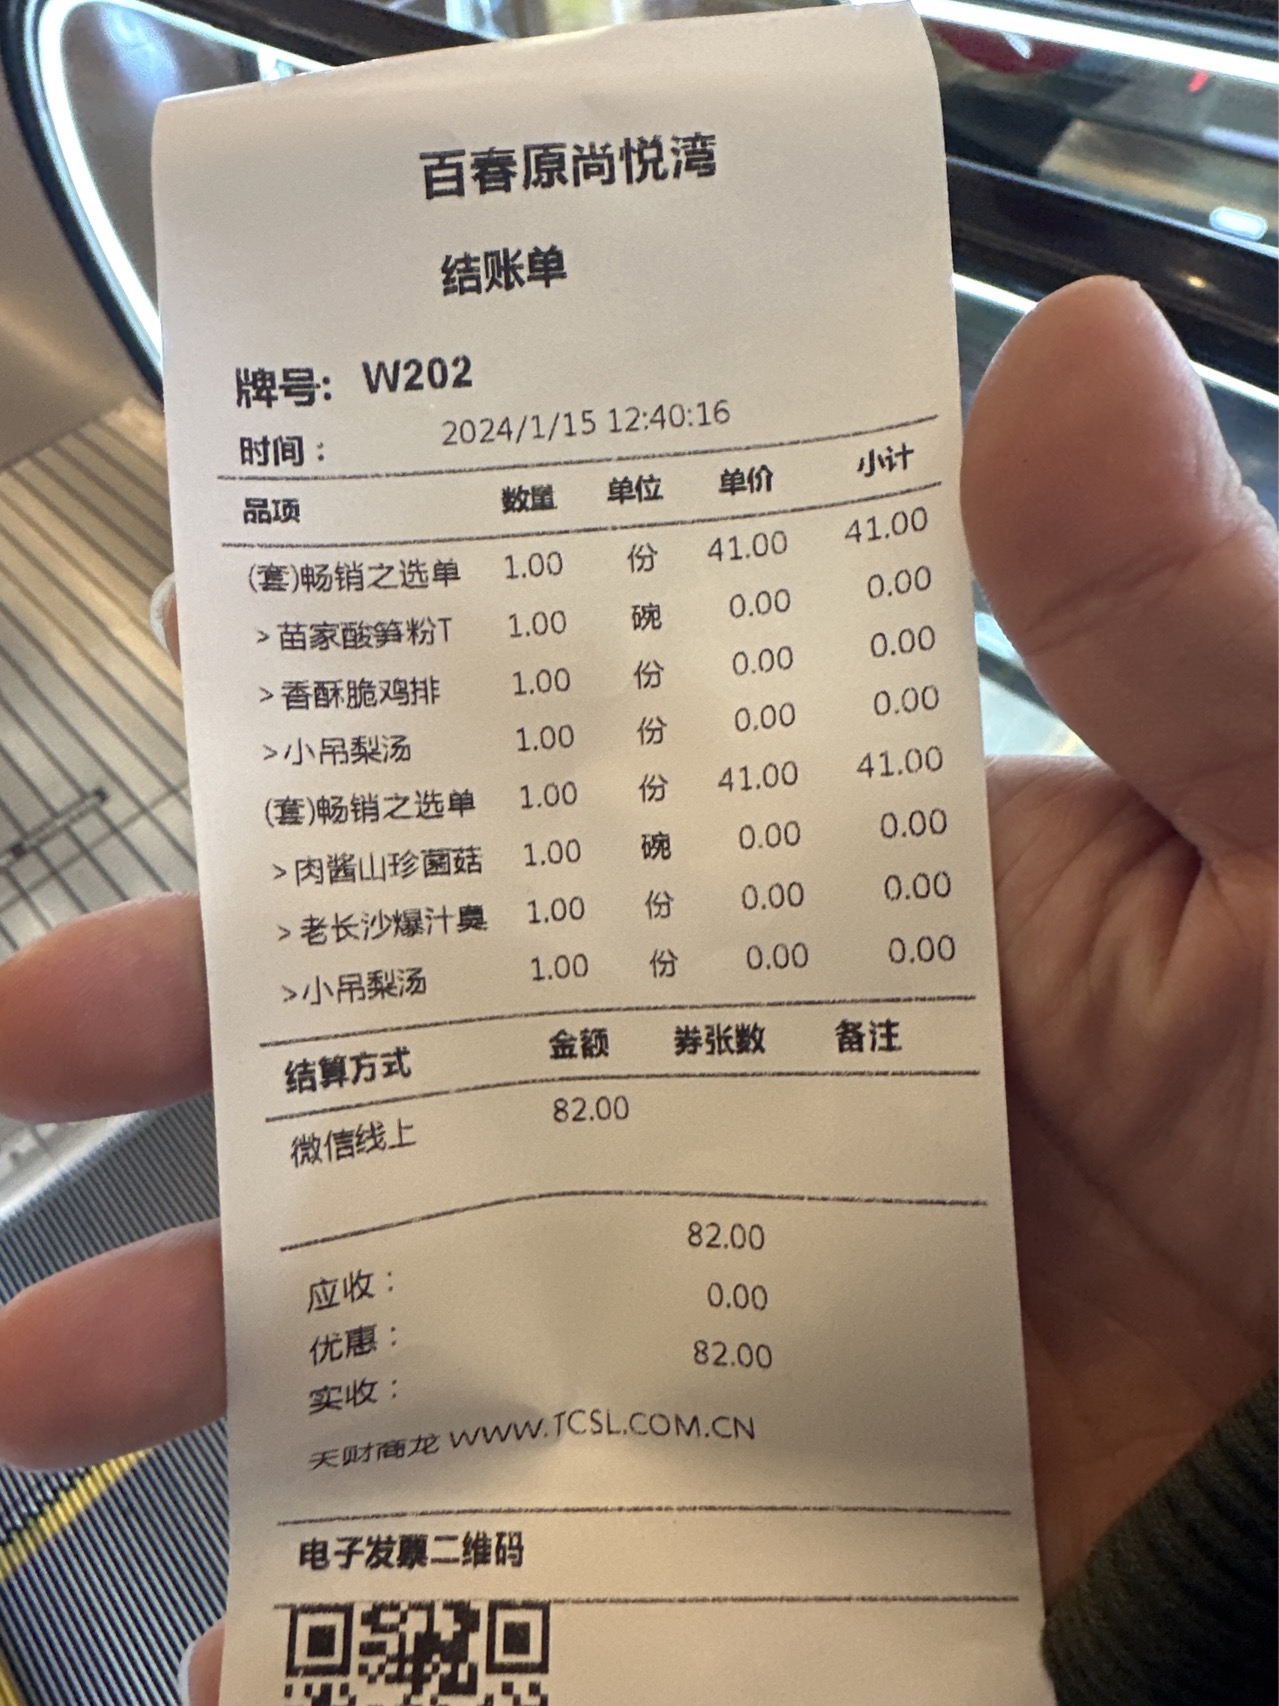 百春原尚悦湾
结账单
牌号: W202
时间： 2024/1/15 12:40:16
品项 数量 单位 单价 小计
(套)畅销之选单 1.00 份 41.00 41.00
>苗家酸笋粉T 1.00 碗 0.00 0.00
>香酥脆鸡排 1.00 份 0.00 0.00
>小吊梨汤 1.00 份 0.00 0.00
(套)畅销之选单 1.00 份 41.00 41.00
>肉酱山珍菌菇 1.00 碗 0.00 0.00
>老长沙爆汁臭 1.00 份 0.00 0.00
>小吊梨汤 1.00 份 0.00 0.00
结算方式 金额 券张数 备注
微信线上 82.00
应收： 82.00
优惠： 0.00
实收： 82.00
天财商龙 WWW.TCSL.COM.CN
电子发票二维码